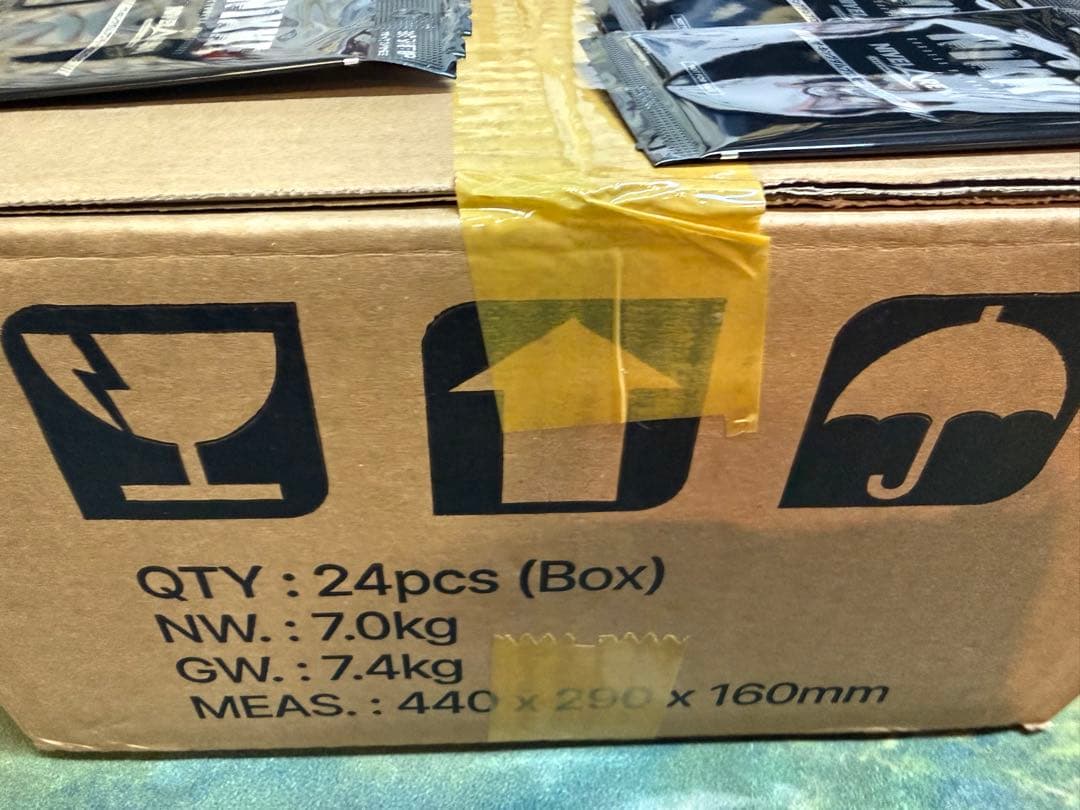 QTY : 24pcs (Box)
NW. : 7.0kg
GW. : 7.4kg
MEAS. : 440 x 290 x 160mm